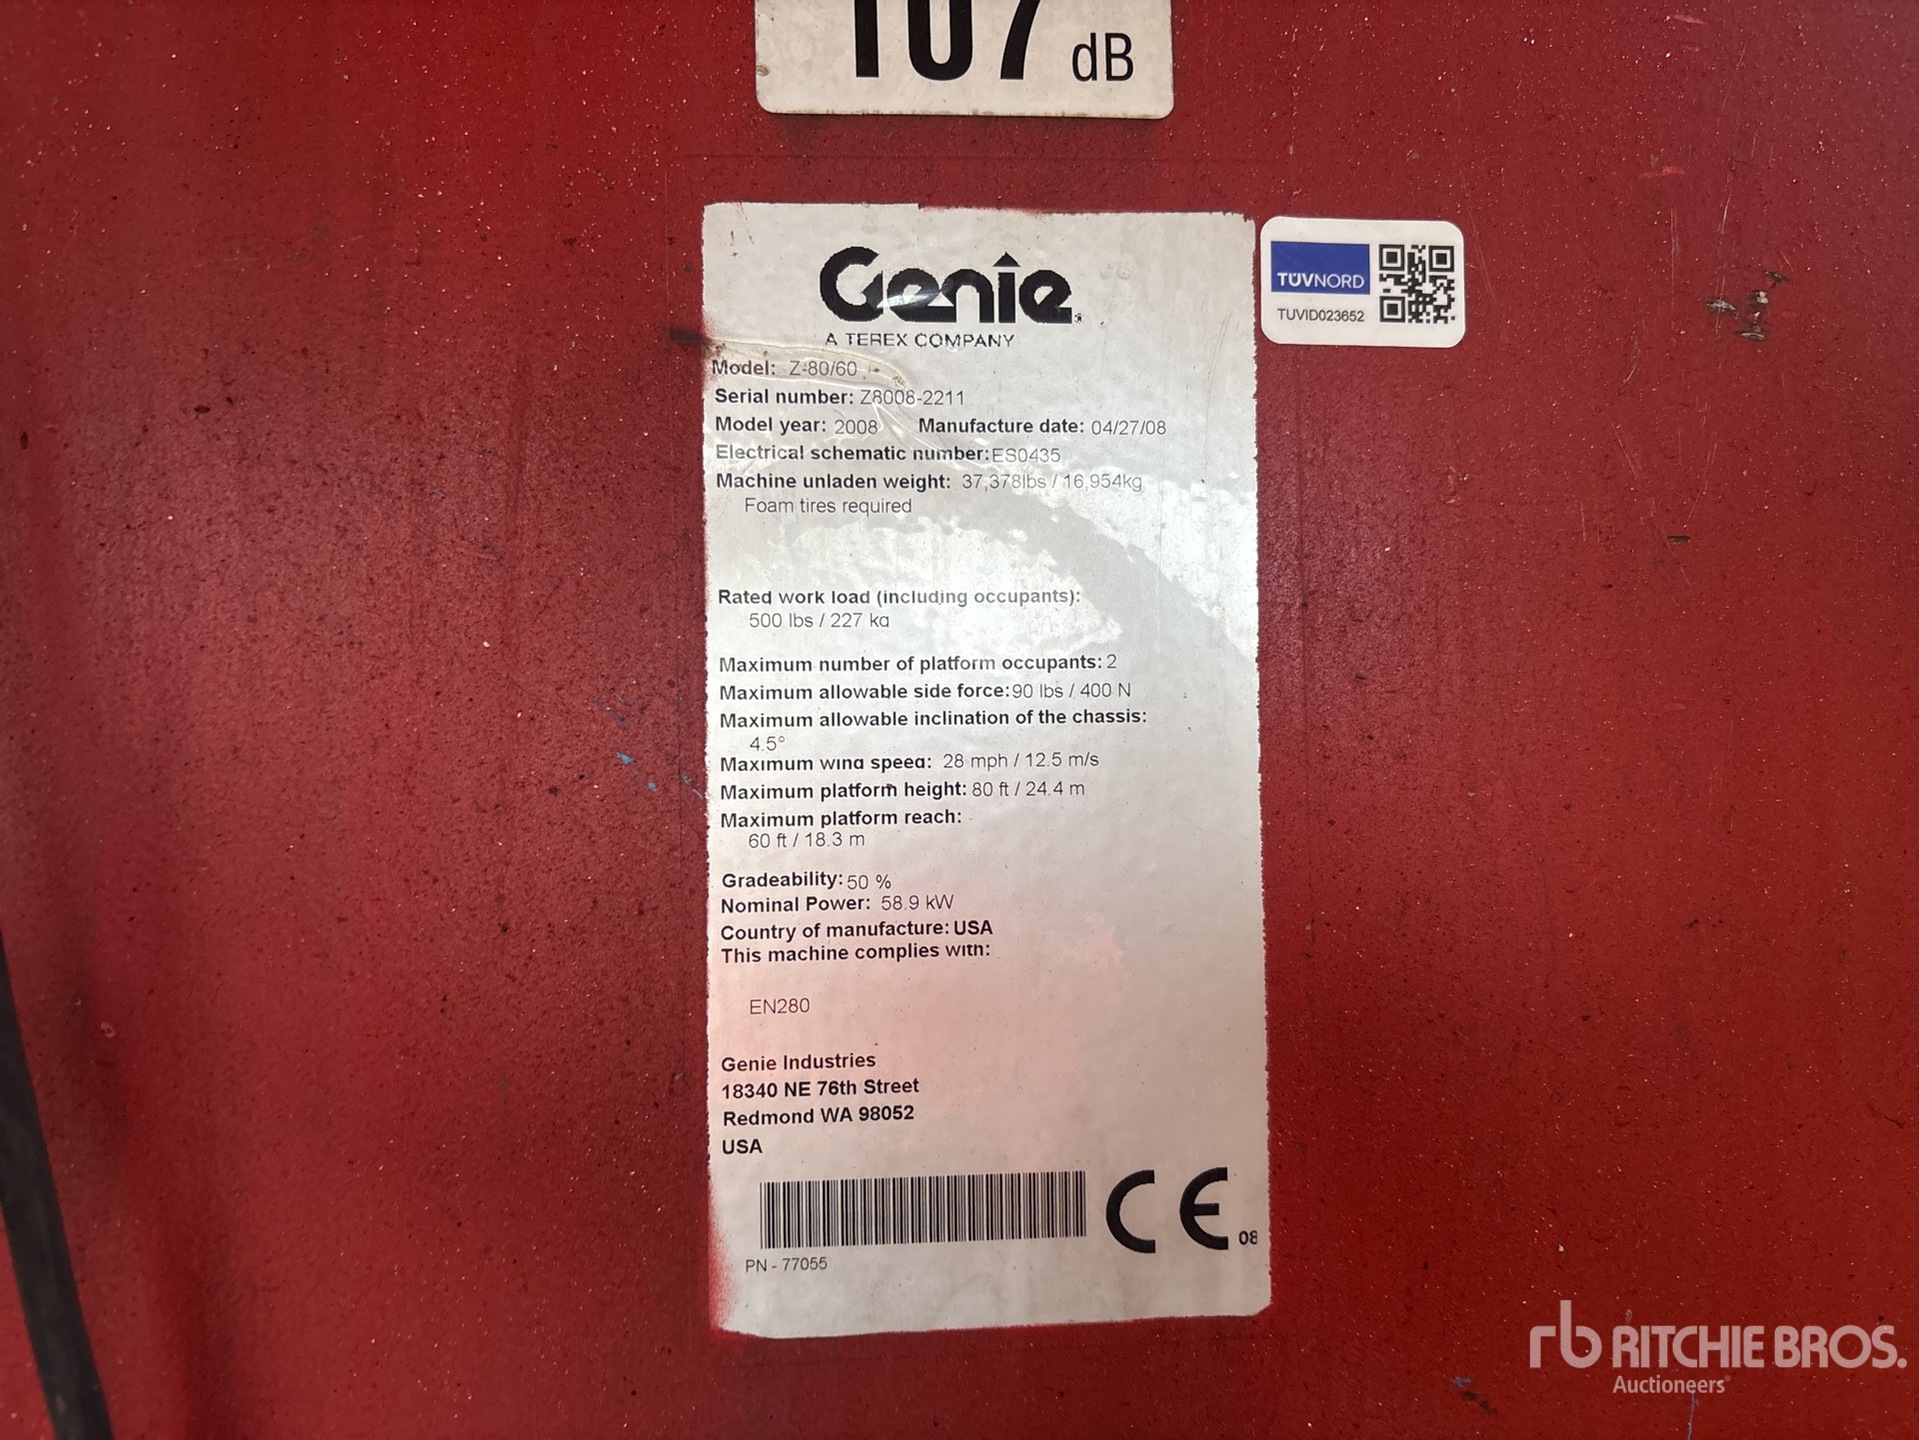 107 dB
Genie
A TEREX COMPANY
TÜVNORD
TUVID023652
Model: Z-80/60
Serial number: Z8008-2211
Model year: 2008 Manufacture date: 04/27/08
Electrical schematic number: ES0435
Machine unladen weight: 37,378lbs / 16,954kg
Foam tires required
Rated work load (including occupants):
500 lbs / 227 kg
Maximum number of platform occupants: 2
Maximum allowable side force: 90 lbs / 400 N
Maximum allowable inclination of the chassis:
4.5°
Maximum wind speed: 28 mph / 12.5 m/s
Maximum platform height: 80 ft / 24.4 m
Maximum platform reach:
60 ft / 18.3 m
Gradeability: 50 %
Nominal Power: 58.9 kW
Country of manufacture: USA
This machine complies with:
EN280
Genie Industries
18340 NE 76th Street
Redmond WA 98052
USA
CE 08
PN - 77055
rb RITCHIE BROS.
Auctioneers